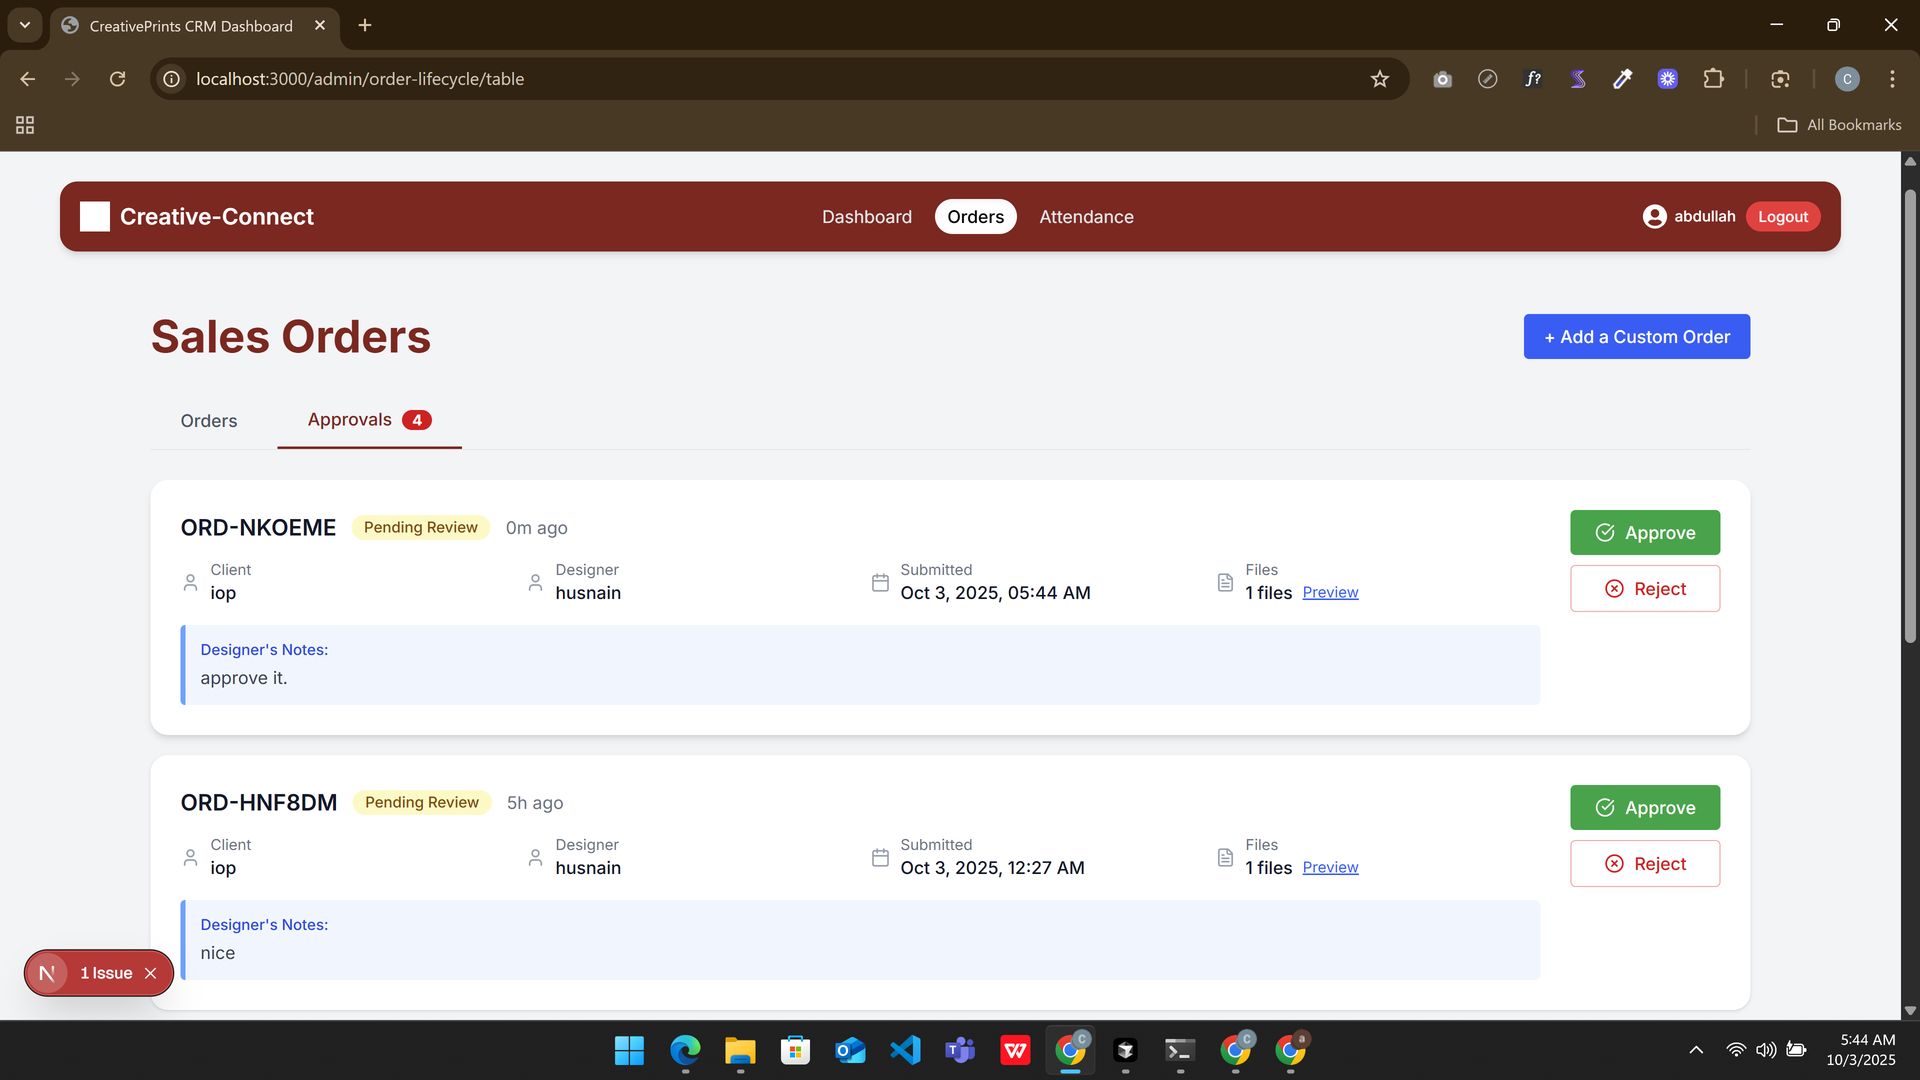 CreativePrints CRM Dashboard
localhost:3000/admin/order-lifecycle/table
f?
C
All Bookmarks
Creative-Connect
Dashboard
Orders
Attendance
abdullah
Logout
Sales Orders
+ Add a Custom Order
Orders
Approvals 4
ORD-NKOEME Pending Review 0m ago
Approve
Client
Designer
Submitted
Files
iop
husnain
Oct 3, 2025, 05:44 AM
1 files Preview
Reject
Designer's Notes:
approve it.
ORD-HNF8DM Pending Review 5h ago
Approve
Client
Designer
Submitted
Files
iop
husnain
Oct 3, 2025, 12:27 AM
1 files Preview
Reject
Designer's Notes:
nice
N 1 Issue
5:44 AM
10/3/2025